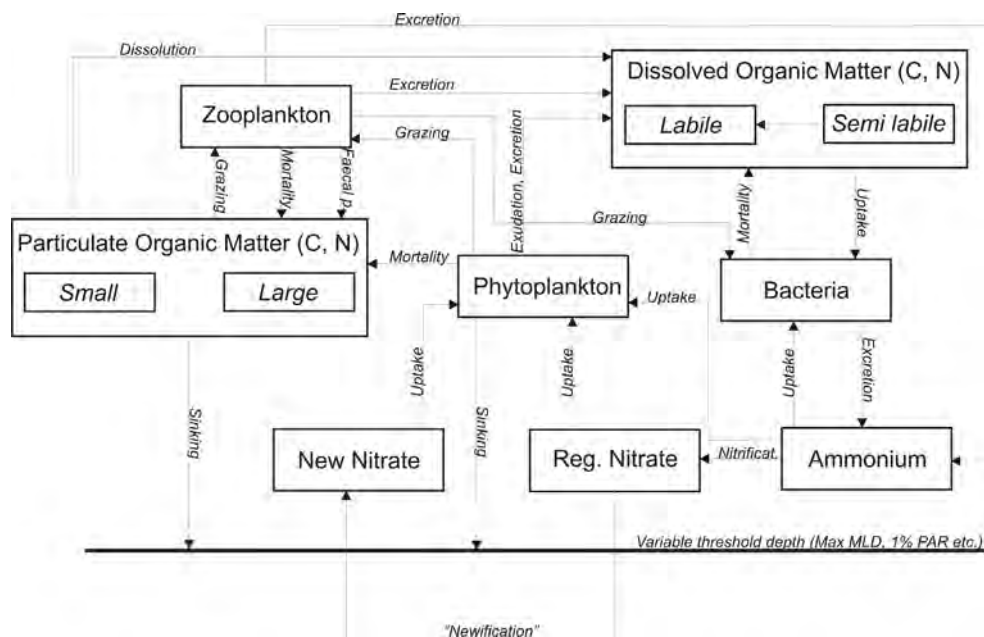 Excretion
Dissolution
Dissolved Organic Matter (C, N)
Zooplankton
Excretion
Labile
Semi labile
Grazing
Grazing
Mortality
Faecal p.
Exudation, Excretion
Grazing
Mortality
Uptake
Particulate Organic Matter (C, N)
Small
Large
Mortality
Phytoplankton
Uptake
Bacteria
Uptake
Uptake
Uptake
Excretion
Sinking
Sinking
New Nitrate
Reg. Nitrate
Nitrificat.
Ammonium
Variable threshold depth (Max MLD, 1% PAR etc.)
"Newification"